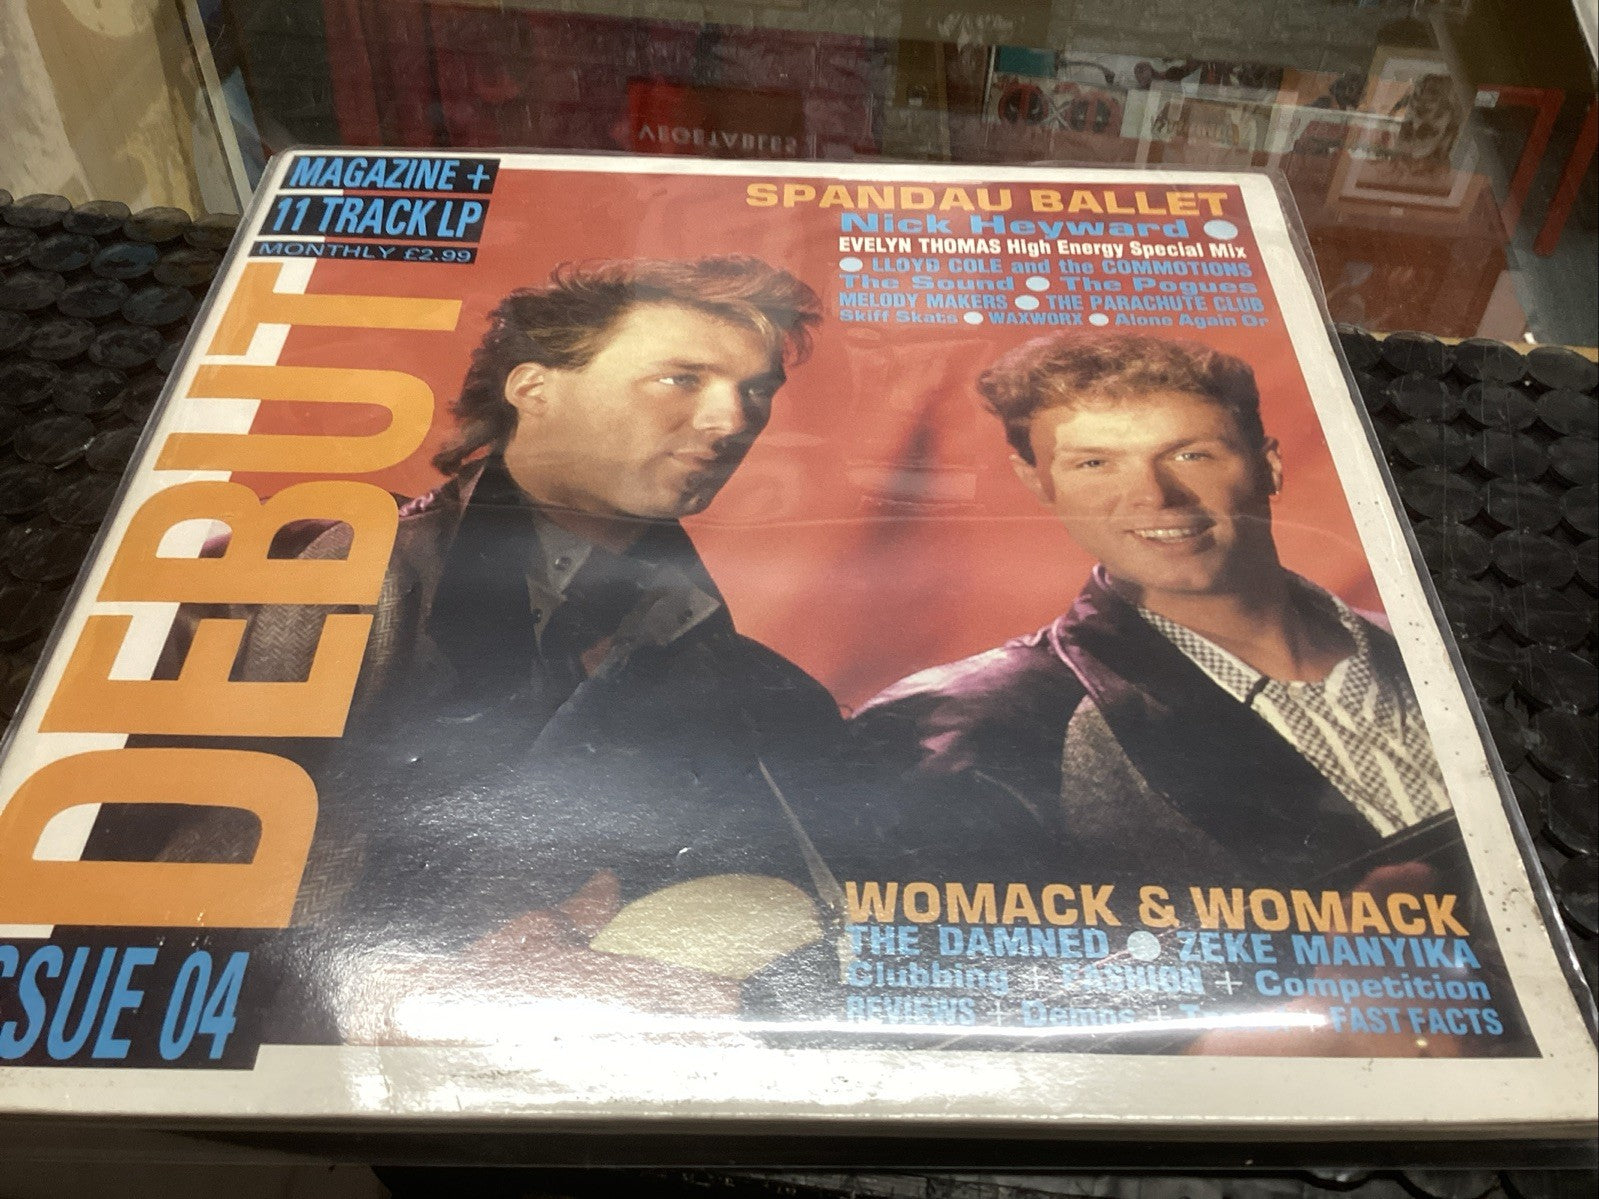 VEGETABLES
MAGAZINE +
11 TRACK LP
MONTHLY £2.99
DEBUT
SPANDAU BALLET
Nick Heyward ●
EVELYN THOMAS High Energy Special Mix
● LLOYD COLE and the COMMOTIONS
The Sound ● The Pogues
MELODY MAKERS ● THE PARACHUTE CLUB
Skiff Skats ● WAXWORX ● Alone Again Or
WOMACK & WOMACK
THE DAMNED ● ZEKE MANYIKA
Clubbing + FASHION + Competition
REVIEWS + Demos + + FAST FACTS
SSUE 04